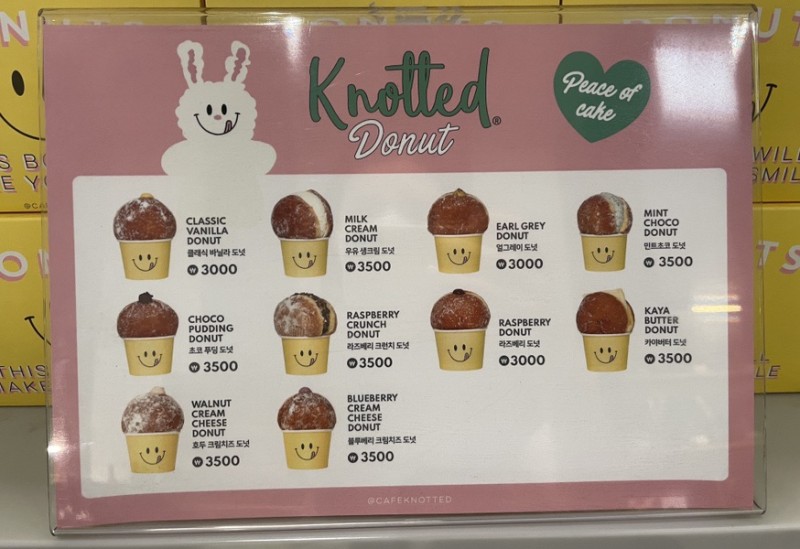 Knotted®
Donut
Peace of
cake
CLASSIC
VANILLA
DONUT
클래식 바닐라 도넛
₩ 3000
MILK
CREAM
DONUT
우유 생크림 도넛
₩ 3500
EARL GREY
DONUT
얼그레이 도넛
₩ 3000
MINT
CHOCO
DONUT
민트초코 도넛
₩ 3500
CHOCO
PUDDING
DONUT
초코 푸딩 도넛
₩ 3500
RASPBERRY
CRUNCH
DONUT
라즈베리 크런치 도넛
₩ 3500
RASPBERRY
DONUT
라즈베리 도넛
₩ 3000
KAYA
BUTTER
DONUT
카야버터 도넛
₩ 3500
WALNUT
CREAM
CHEESE
DONUT
호두 크림치즈 도넛
₩ 3500
BLUEBERRY
CREAM
CHEESE
DONUT
블루베리 크림치즈 도넛
₩ 3500
@CAFEKNOTTED